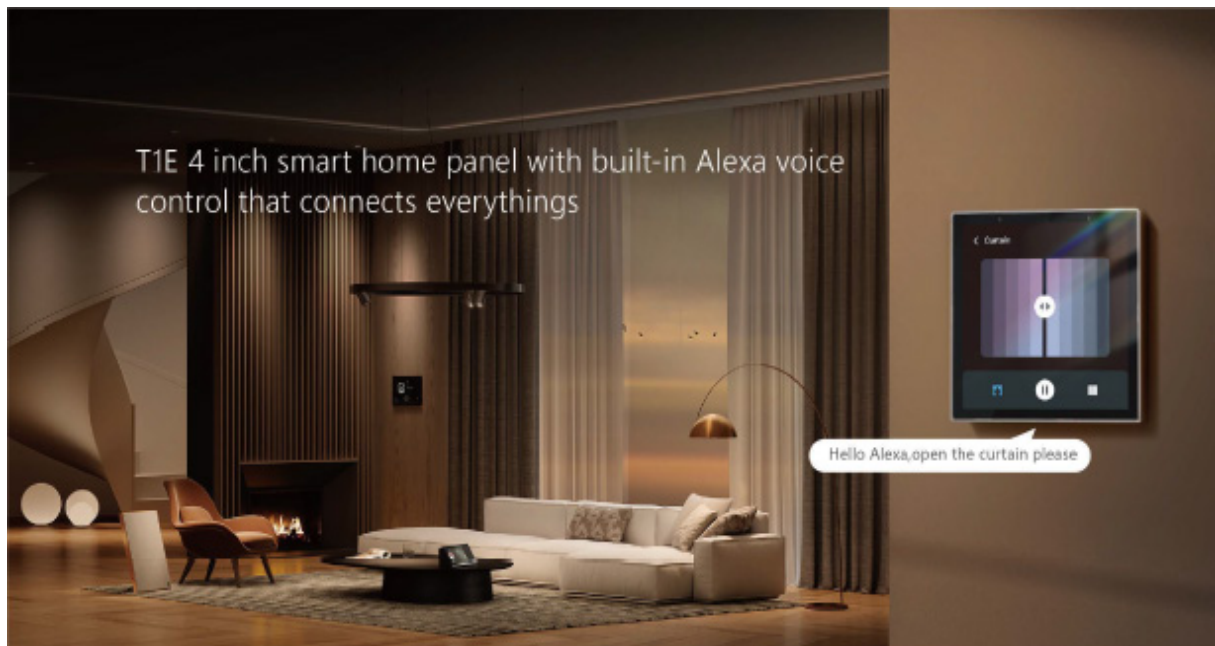 T1E 4 inch smart home panel with built-in Alexa voice
control that connects everythings
Curtain
Hello Alexa,open the curtain please